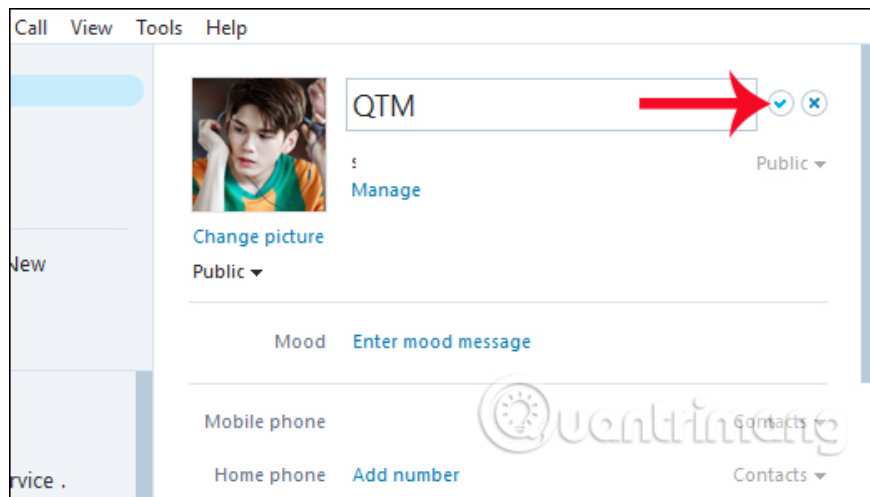 Call View Tools Help
QTM
Public
Manage
Change picture
New
Public
Mood Enter mood message
Mobile phone Contacts
Quantrimang
Home phone Add number Contacts
rvice .